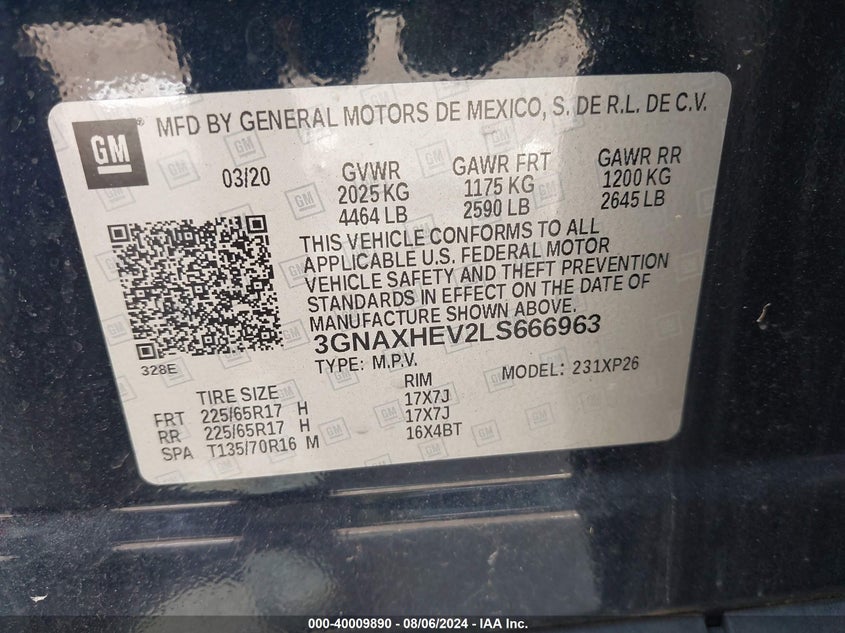 GM
MFD BY GENERAL MOTORS DE MEXICO, S. DE R.L. DE C.V.
03/20
GVWR
2025 KG
4464 LB
GAWR FRT
1175 KG
2590 LB
GAWR RR
1200 KG
2645 LB
THIS VEHICLE CONFORMS TO ALL
APPLICABLE U.S. FEDERAL MOTOR
VEHICLE SAFETY AND THEFT PREVENTION
STANDARDS IN EFFECT ON THE DATE OF
MANUFACTURE SHOWN ABOVE.
3GNAXHEV2LS666963
328E
TYPE: M.P.V.
MODEL: 231XP26
TIRE SIZE RIM
FRT 225/65R17 H 17X7J
RR 225/65R17 H 17X7J
SPA T135/70R16 M 16X4BT
000-40009890 - 08/06/2024 - IAA Inc.